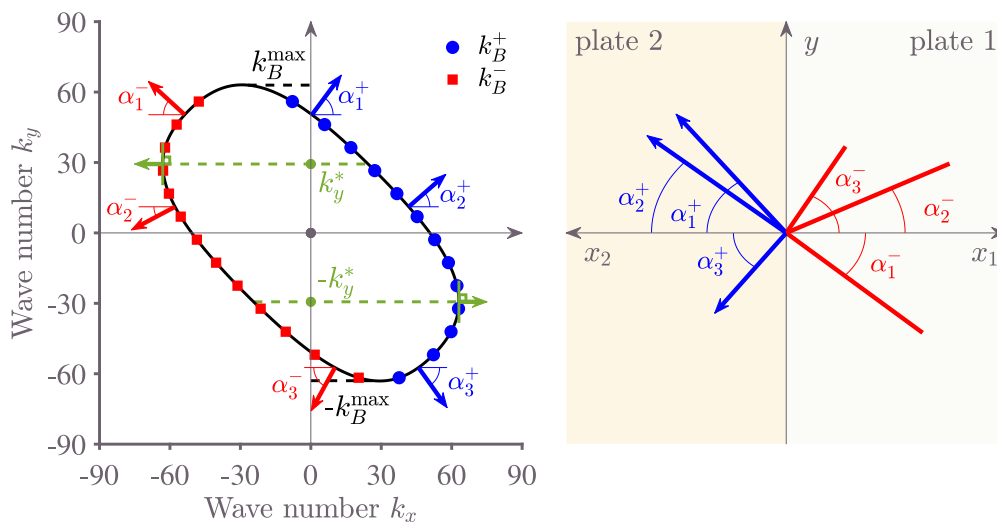 90
60
30
0
-30
-60
-90
-90
-60
-30
0
30
60
90
Wave number k_y
Wave number k_x
k_B^max
-k_B^max
k_B^+
k_B^-
k_y^*
-k_y^*
α_1^-
α_2^-
α_3^-
α_1^+
α_2^+
α_3^+
plate 2
plate 1
y
x_2
x_1
α_2^+
α_1^+
α_3^+
α_3^-
α_2^-
α_1^-